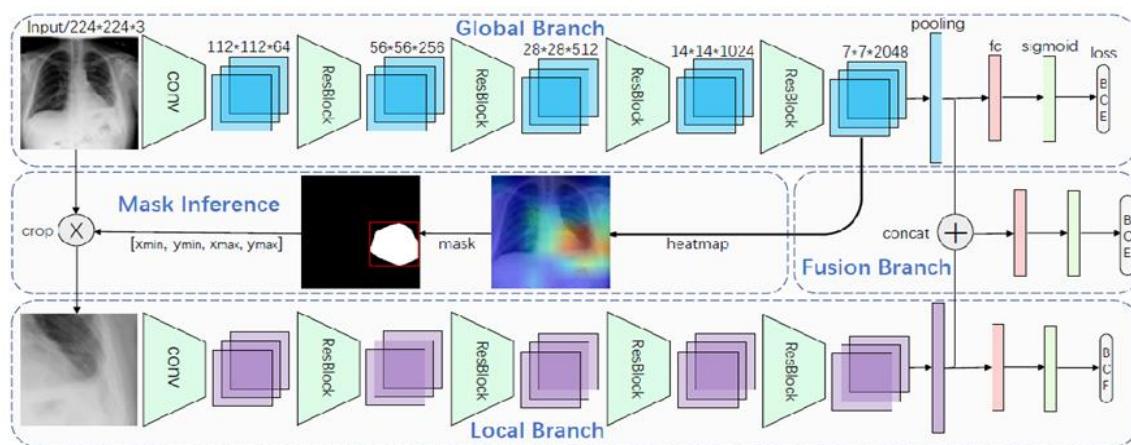 Input/224*224*3
Global Branch
pooling
112*112*64
56*56*256
28*28*512
14*14*1024
7*7*2048
fc
sigmoid
loss
conv
ResBlock
ResBlock
ResBlock
ResBlock
BCE
Mask Inference
crop
X
[xmin, ymin, xmax, ymax]
mask
heatmap
concat
+
BCE
Fusion Branch
conv
ResBlock
ResBlock
ResBlock
ResBlock
BCF
Local Branch